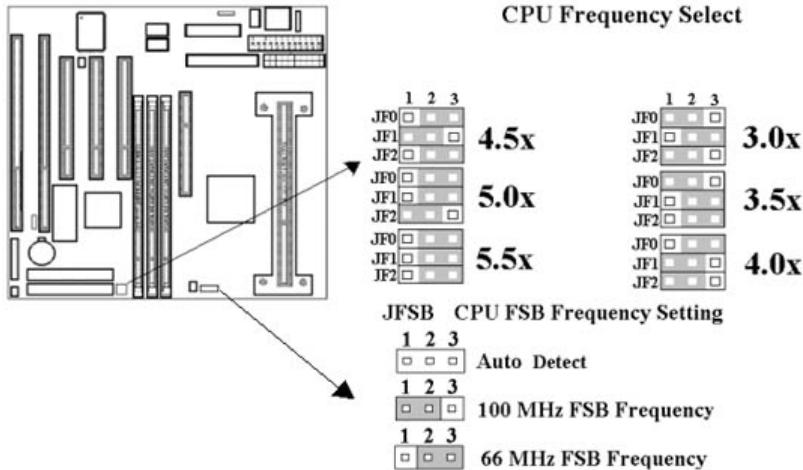 CPU Frequency Select
1 2 3
JF0
JF1
JF2
4.5x
JF0
JF1
JF2
5.0x
JF0
JF1
JF2
5.5x
1 2 3
JF0
JF1
JF2
3.0x
JF0
JF1
JF2
3.5x
JF0
JF1
JF2
4.0x
JFSB CPU FSB Frequency Setting
1 2 3
Auto Detect
1 2 3
100 MHz FSB Frequency
1 2 3
66 MHz FSB Frequency